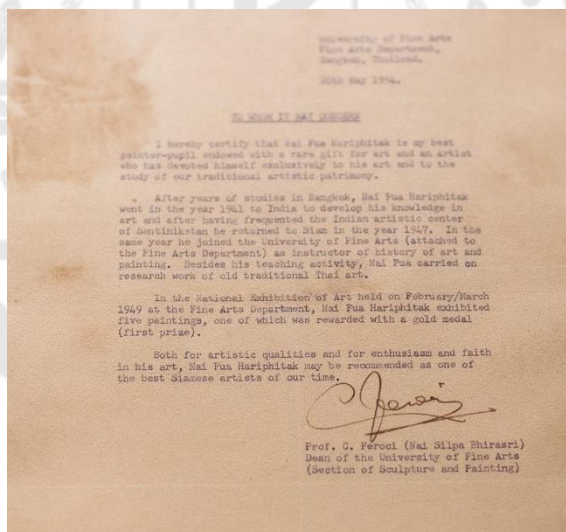 University of Fine Arts
Fine Arts Department,
Bangkok, Thailand.
20th May 1954.
TO WHOM IT MAI CONCERN
I hereby certify that Nai Fua Hariphitak is my best
painter-pupil endowed with a rare gift for art and an artist
who has devoted himself exclusively to his art and to the
study of our traditional artistic patrimony.
After years of studies in Bangkok, Nai Fua Hariphitak
went in the year 1941 to India to develop his knowledge in
art and after having frequented the Indian artistic center
of Santiniketan he returned to Siam in the year 1947. In the
same year he joined the University of Fine Arts (attached to
the Fine Arts Department) as instructor of history of art and
painting. Besides his teaching activity, Nai Fua carried on
research work of old traditional Thai art.
In the National Exhibition of Art held on February/March
1949 at the Fine Arts Department, Nai Fua Hariphitak exhibited
five paintings, one of which was rewarded with a gold medal
(first prize).
Both for artistic qualities and for enthusiasm and faith
in his art, Nai Fua Hariphitak may be recommended as one of
the best Siamese artists of our time.
C. Feroci
Prof. C. Feroci (Nai Silpa Bhirasri)
Dean of the University of Fine Arts
(Section of Sculpture and Painting)